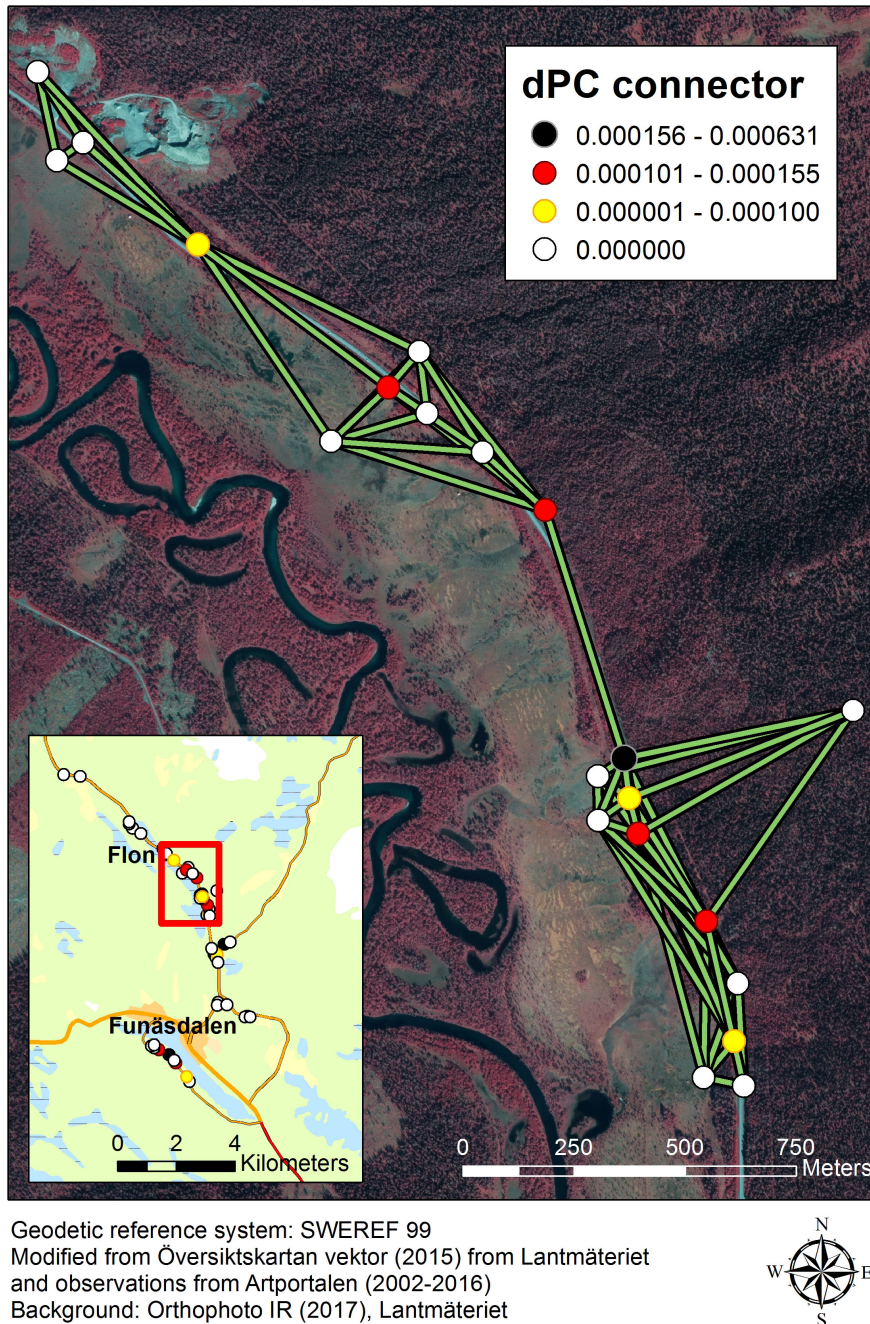 dPC connector
0.000156 - 0.000631
0.000101 - 0.000155
0.000001 - 0.000100
0.000000
Flon
Funäsdalen
0 2 4
Kilometers
0 250 500 750
Meters
Geodetic reference system: SWEREF 99
Modified from Översiktskartan vektor (2015) from Lantmäteriet
and observations from Artportalen (2002-2016)
Background: Orthophoto IR (2017), Lantmäteriet
N
W E
S